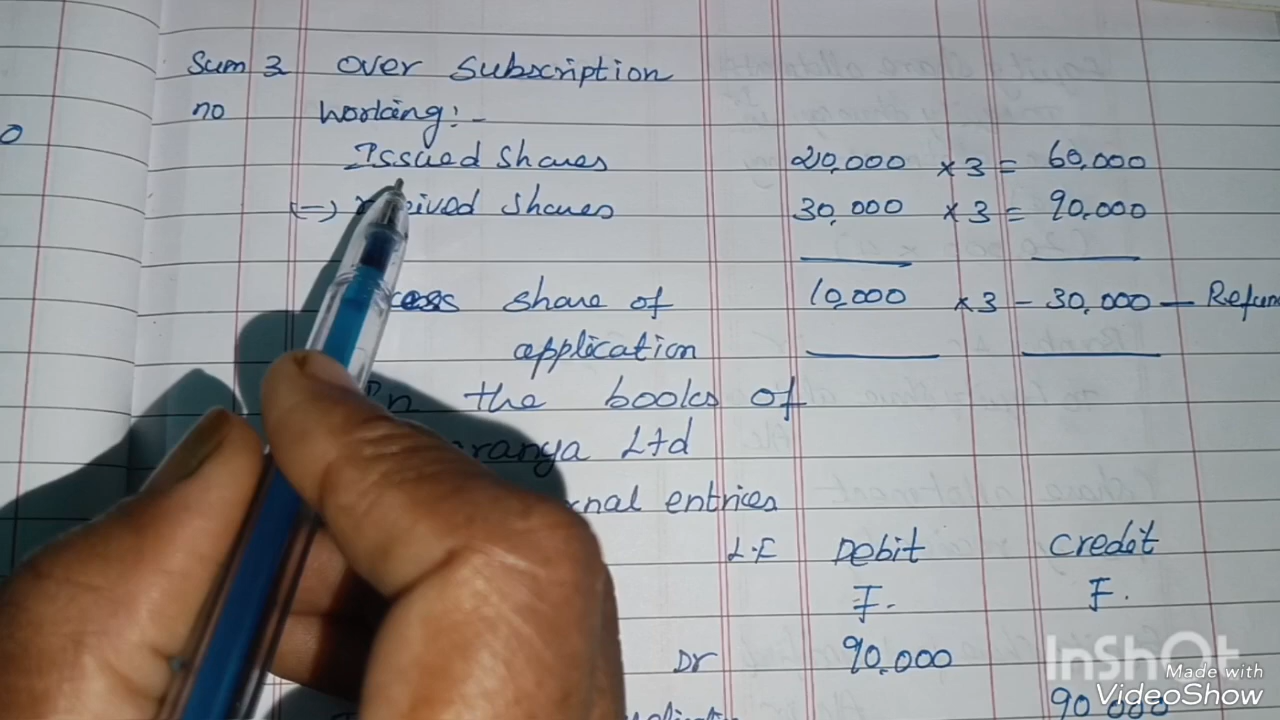 Sum 3 over subscription
no working:-
Issued shares 20,000 × 3 = 60,000
(-) shares 30,000 × 3 = 90,000
share of 10,000 × 3 - 30,000 - Refun
application
In the books of
Ltd
entries
L.F Debit Credit
₹. ₹.
Dr 90,000
90 000
InShOt
Made with
VideoShow